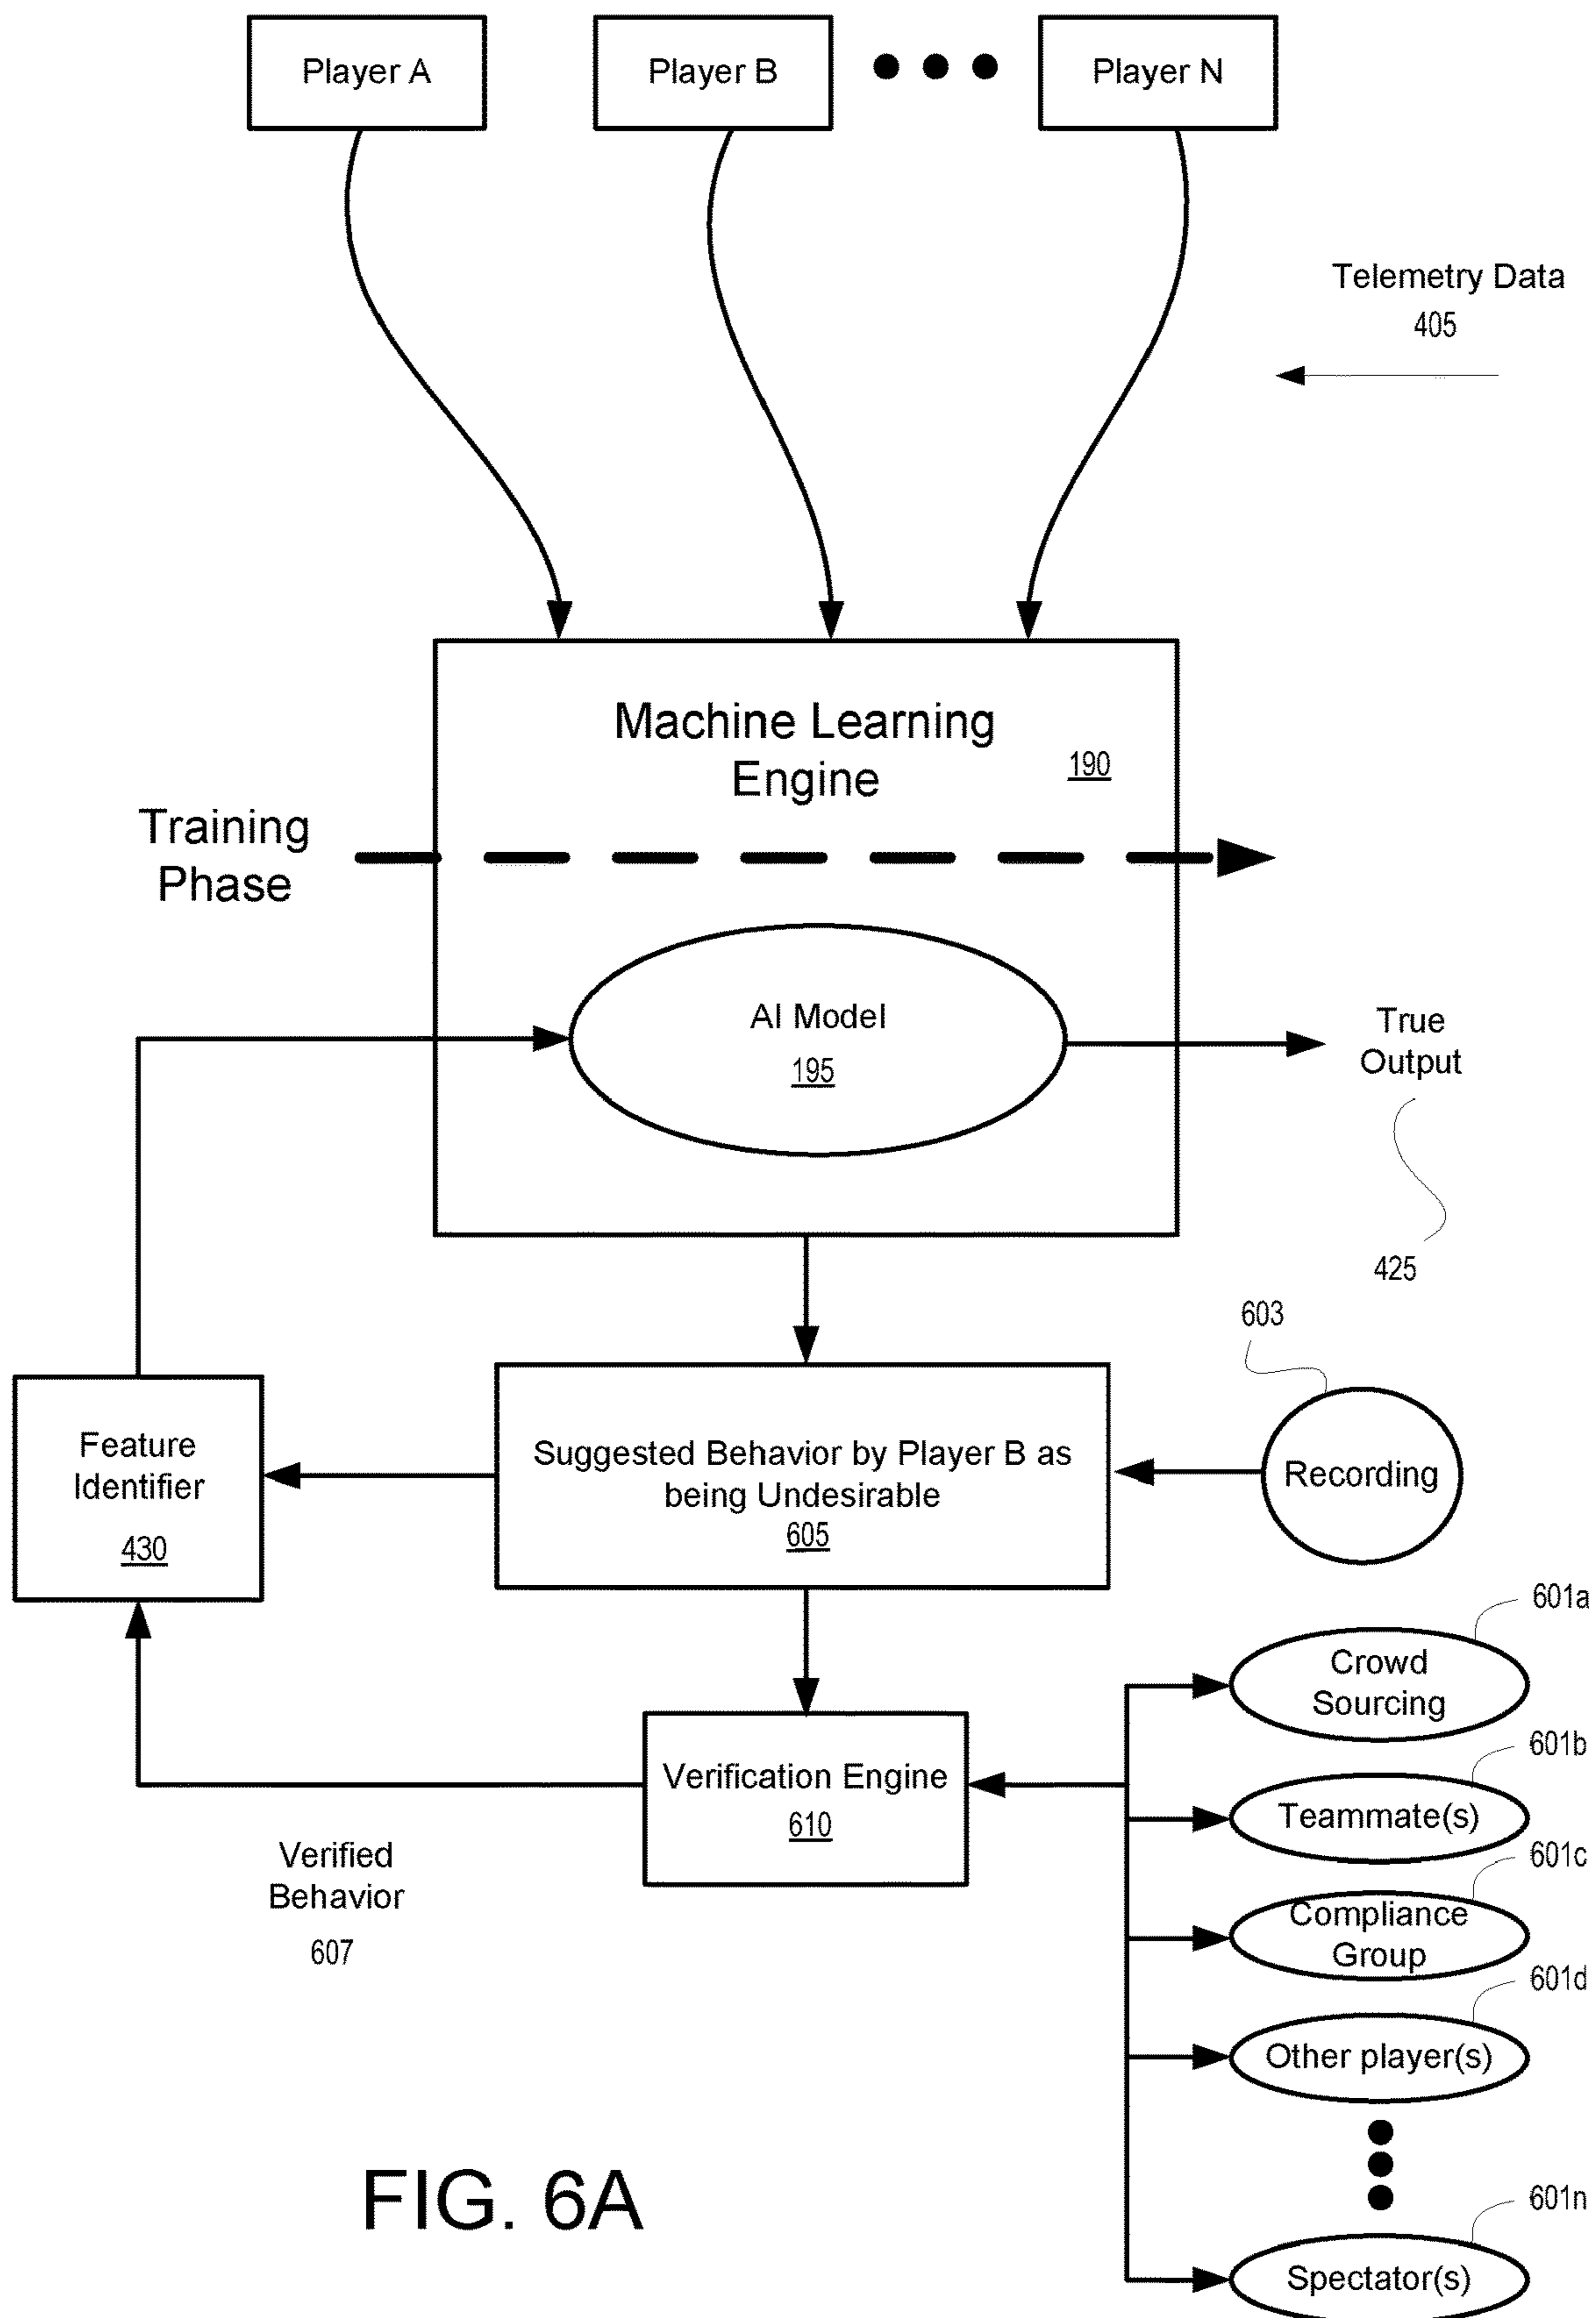 Player A
Player B
Player N
Telemetry Data
405
Machine Learning
Engine
190
Training
Phase
AI Model
195
True
Output
425
603
Feature
Identifier
430
Suggested Behavior by Player B as
being Undesirable
605
Recording
601a
Crowd
Sourcing
601b
Verification Engine
610
Teammate(s)
Verified
Behavior
607
601c
Compliance
Group
601d
Other player(s)
FIG. 6A
601n
Spectator(s)